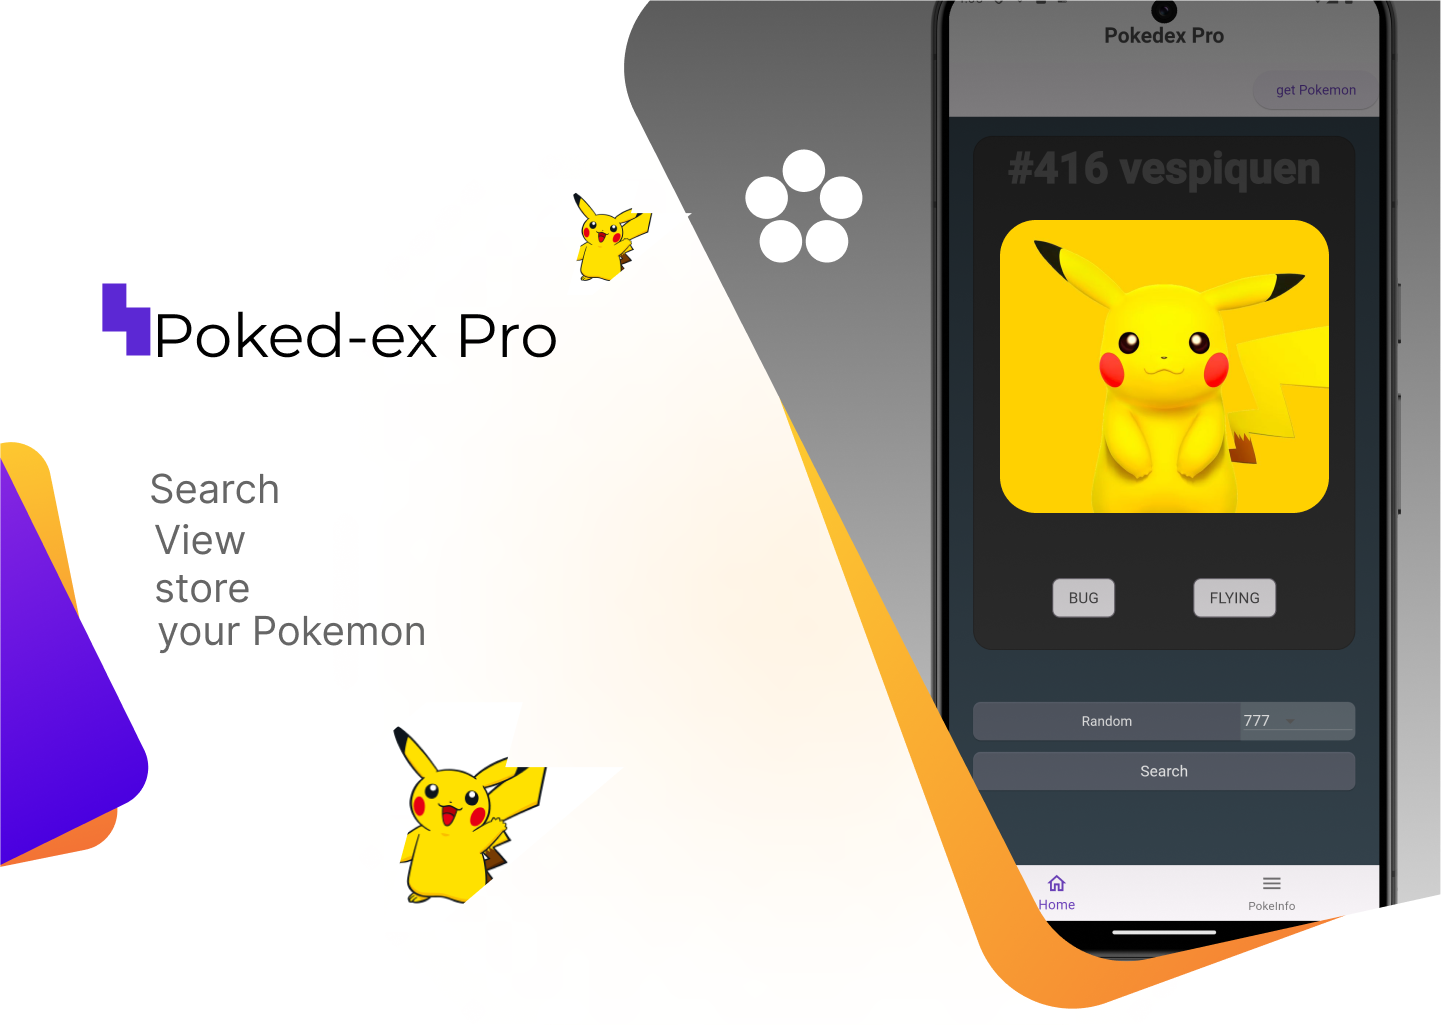 Poked-ex Pro
Search
View
store
your Pokemon
Pokedex Pro
get Pokemon
#416 vespiquen
BUG
FLYING
Random
777
Search
Home
PokeInfo